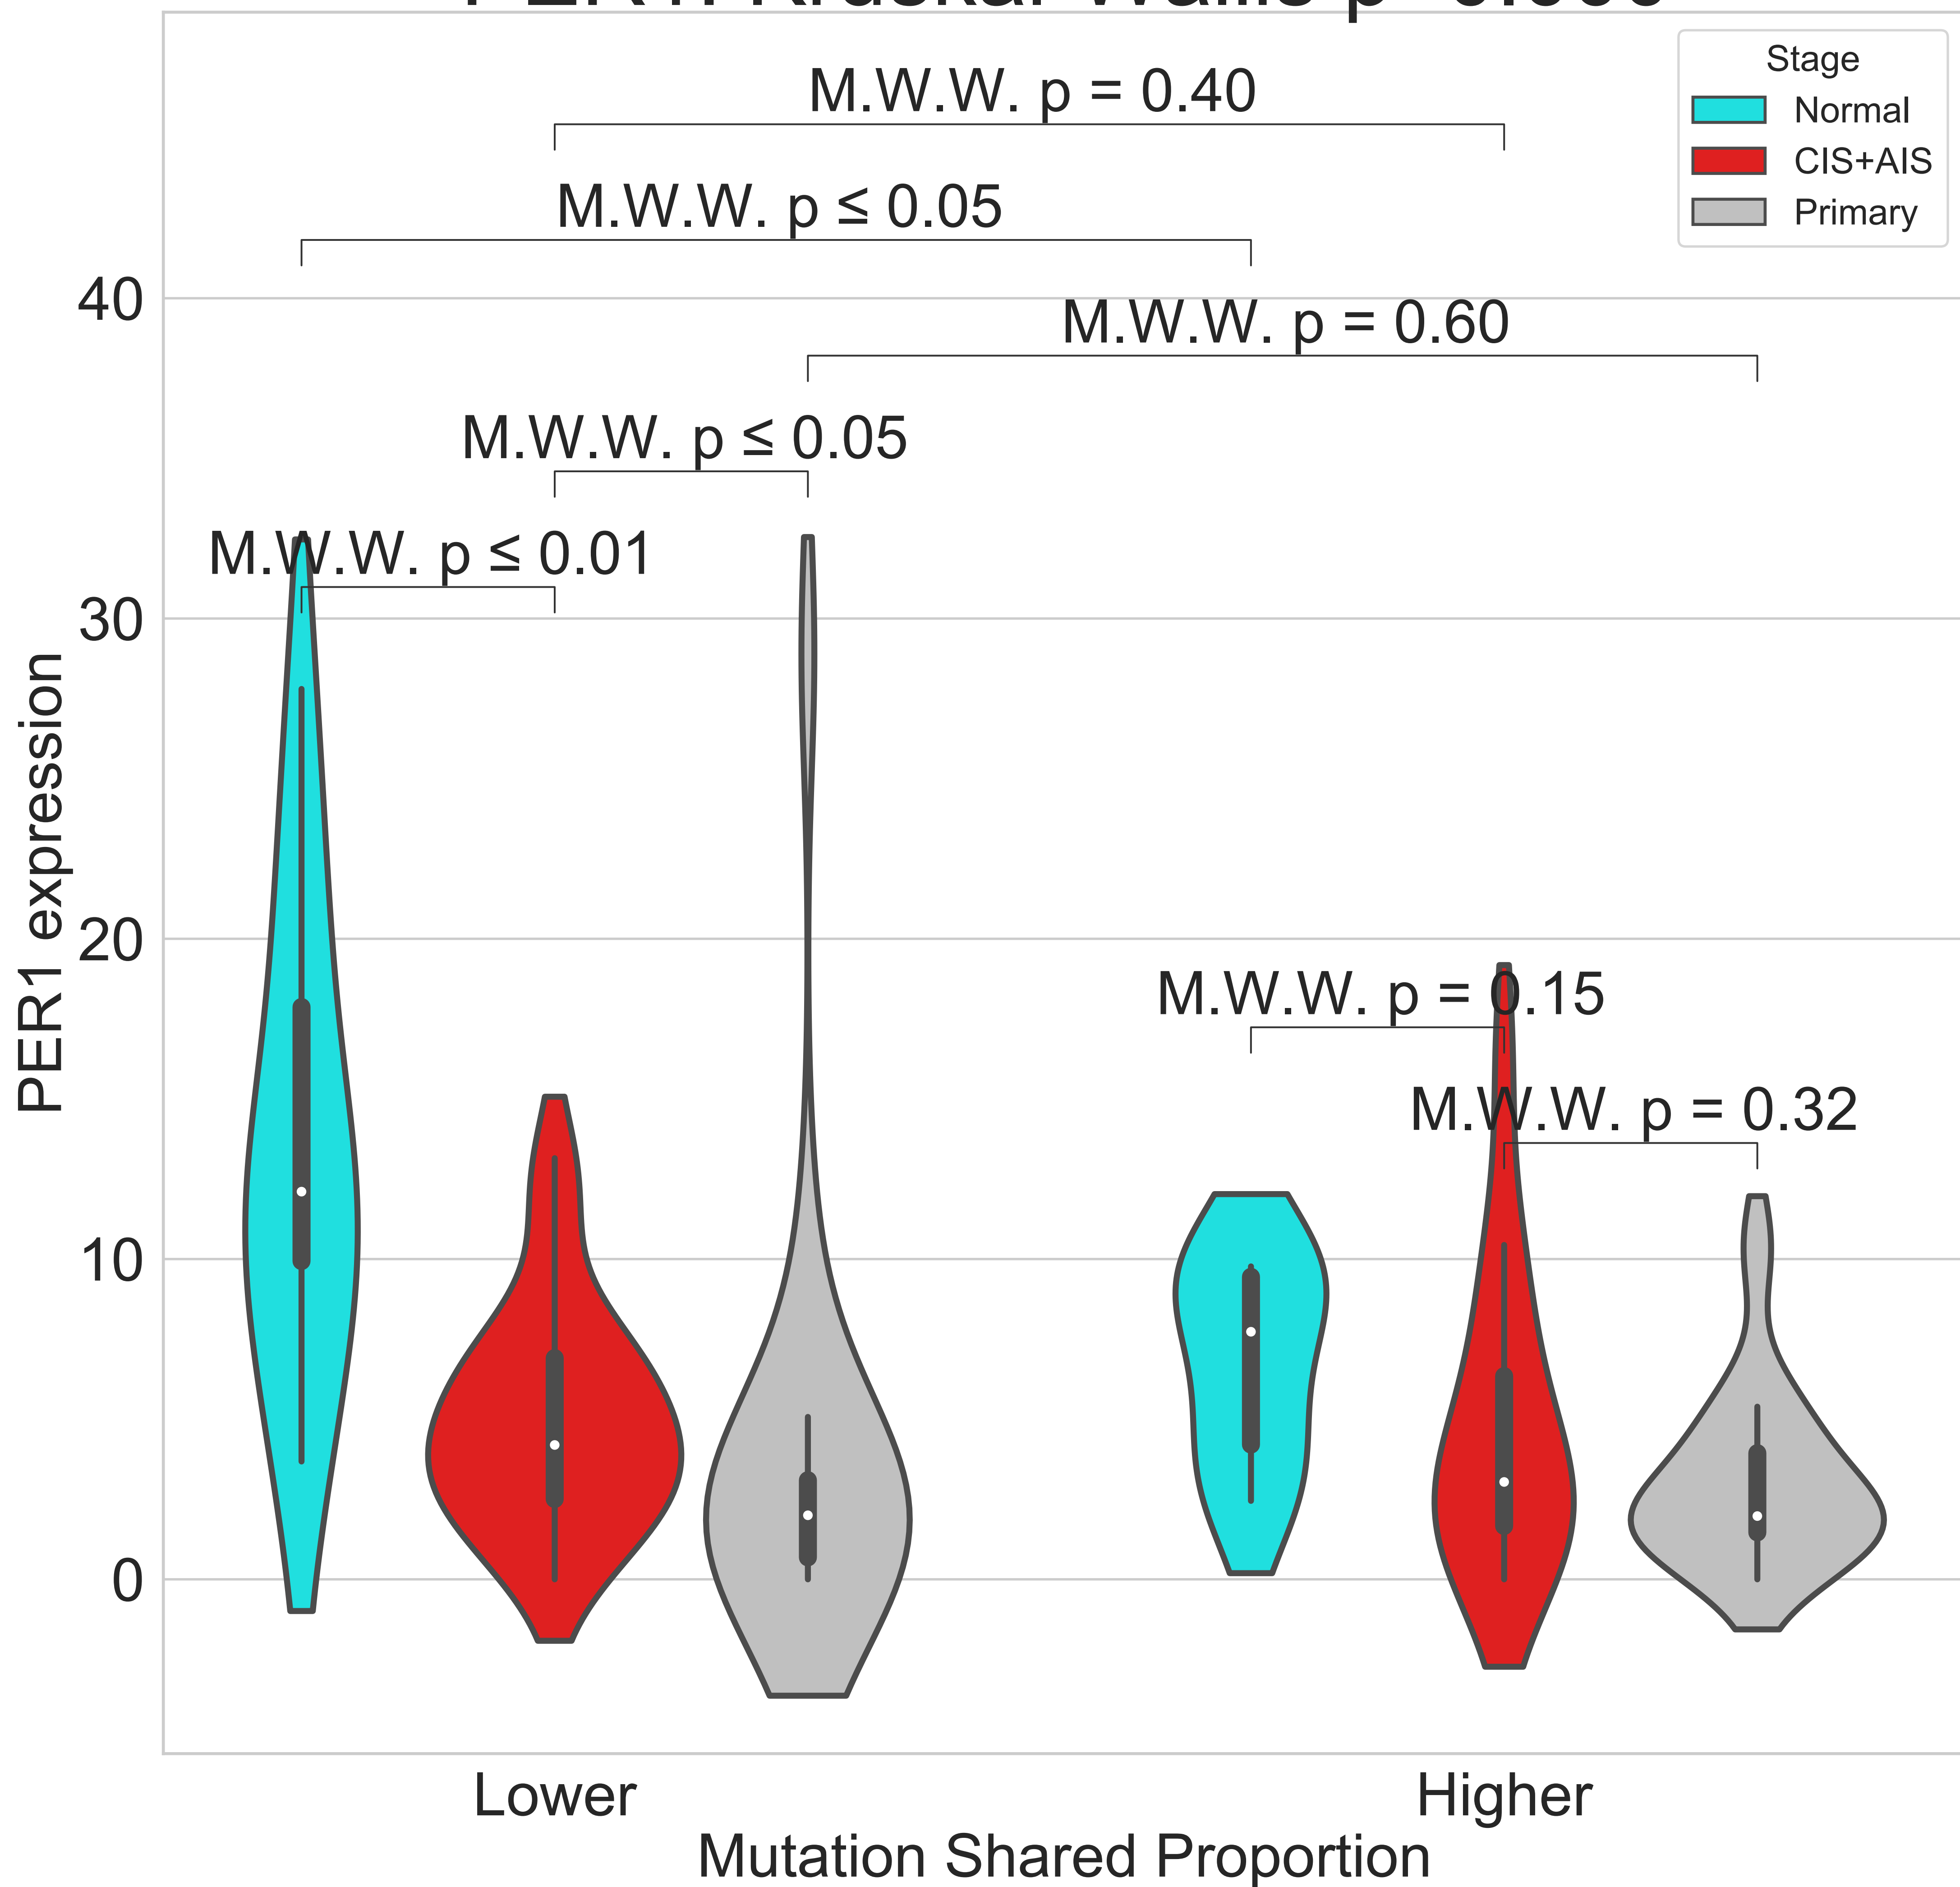 Stage
Normal
CIS+AIS
Primary
M.W.W. p = 0.40
M.W.W. p ≤ 0.05
M.W.W. p = 0.60
M.W.W. p ≤ 0.05
M.W.W. p ≤ 0.01
M.W.W. p = 0.15
M.W.W. p = 0.32
40
30
20
10
0
PER1 expression
Lower
Higher
Mutation Shared Proportion